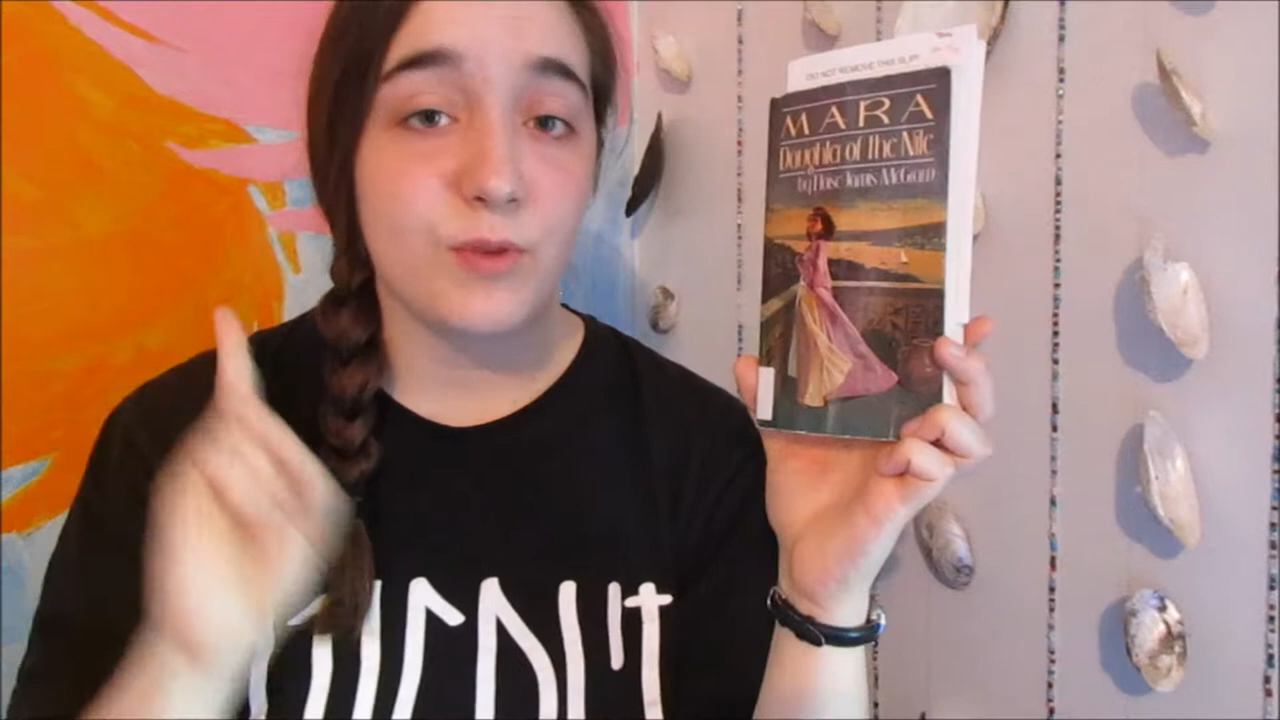 DO NOT REMOVE THIS SLIP
MARA
Daughter of the Nile
by Eloise Jarvis McGraw